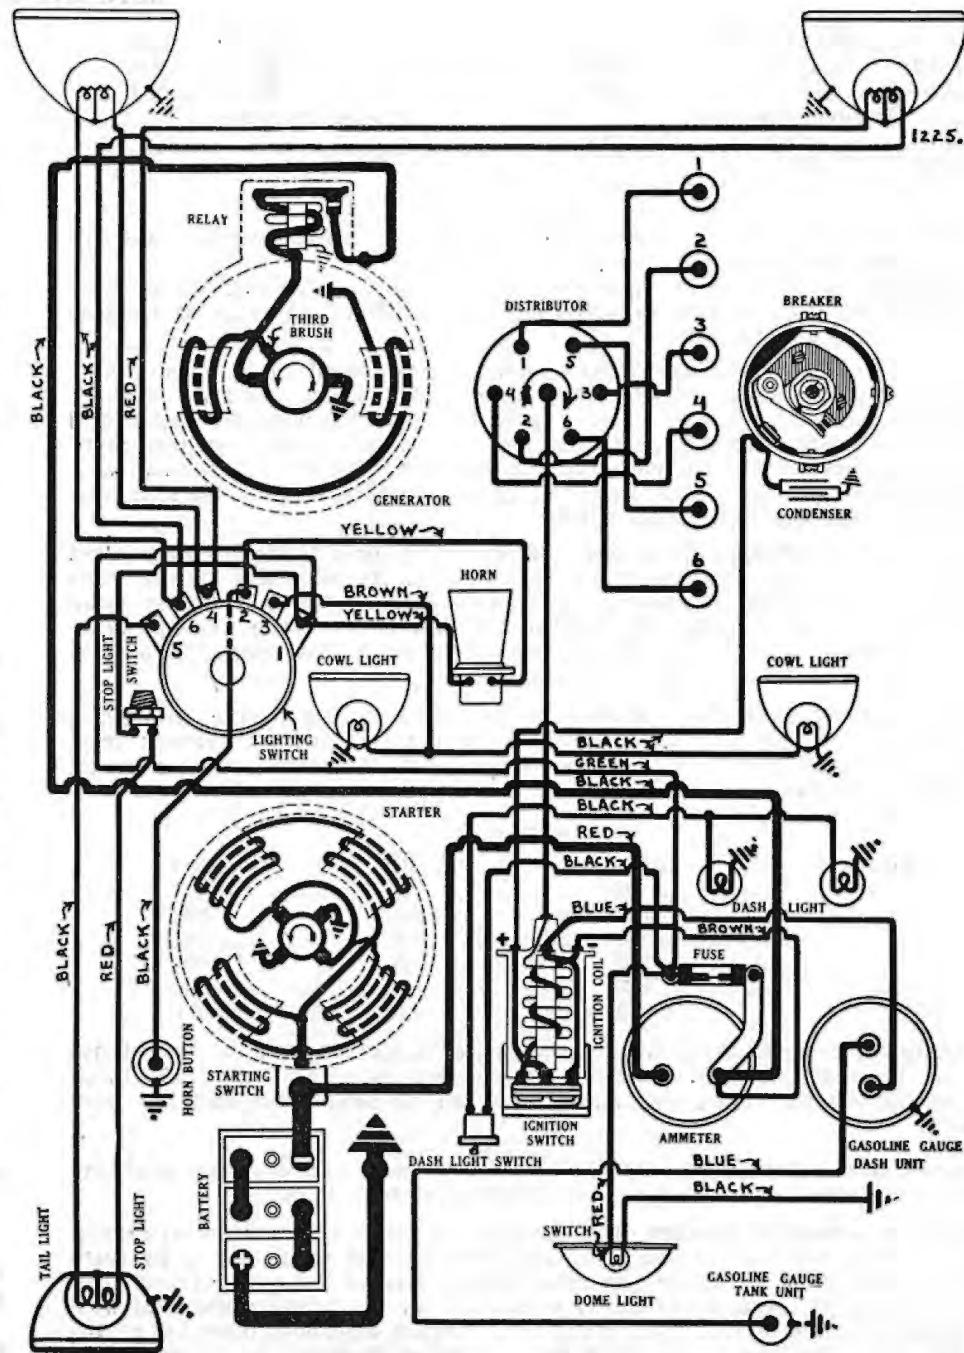 1225.
RELAY
THIRD
BRUSH
GENERATOR
BLACK
BLACK
RED
DISTRIBUTOR
1
5
4
3
2
6
1
2
3
4
5
6
BREAKER
CONDENSER
YELLOW
HORN
BROWN
YELLOW
5
6
4
2
3
1
STOP LIGHT
SWITCH
LIGHTING
SWITCH
COWL LIGHT
COWL LIGHT
BLACK
GREEN
BLACK
BLACK
RED
BLACK
STARTER
DASH LIGHT
BLUE
BROWN
+
-
FUSE
IGNITION COIL
BLACK
RED
BLACK
HORN BUTTON
STARTING
SWITCH
IGNITION
SWITCH
AMMETER
GASOLINE GAUGE
DASH UNIT
DASH LIGHT SWITCH
BLUE
BLACK
BATTERY
+
TAIL LIGHT
STOP LIGHT
RED
SWITCH
DOME LIGHT
GASOLINE GAUGE
TANK UNIT